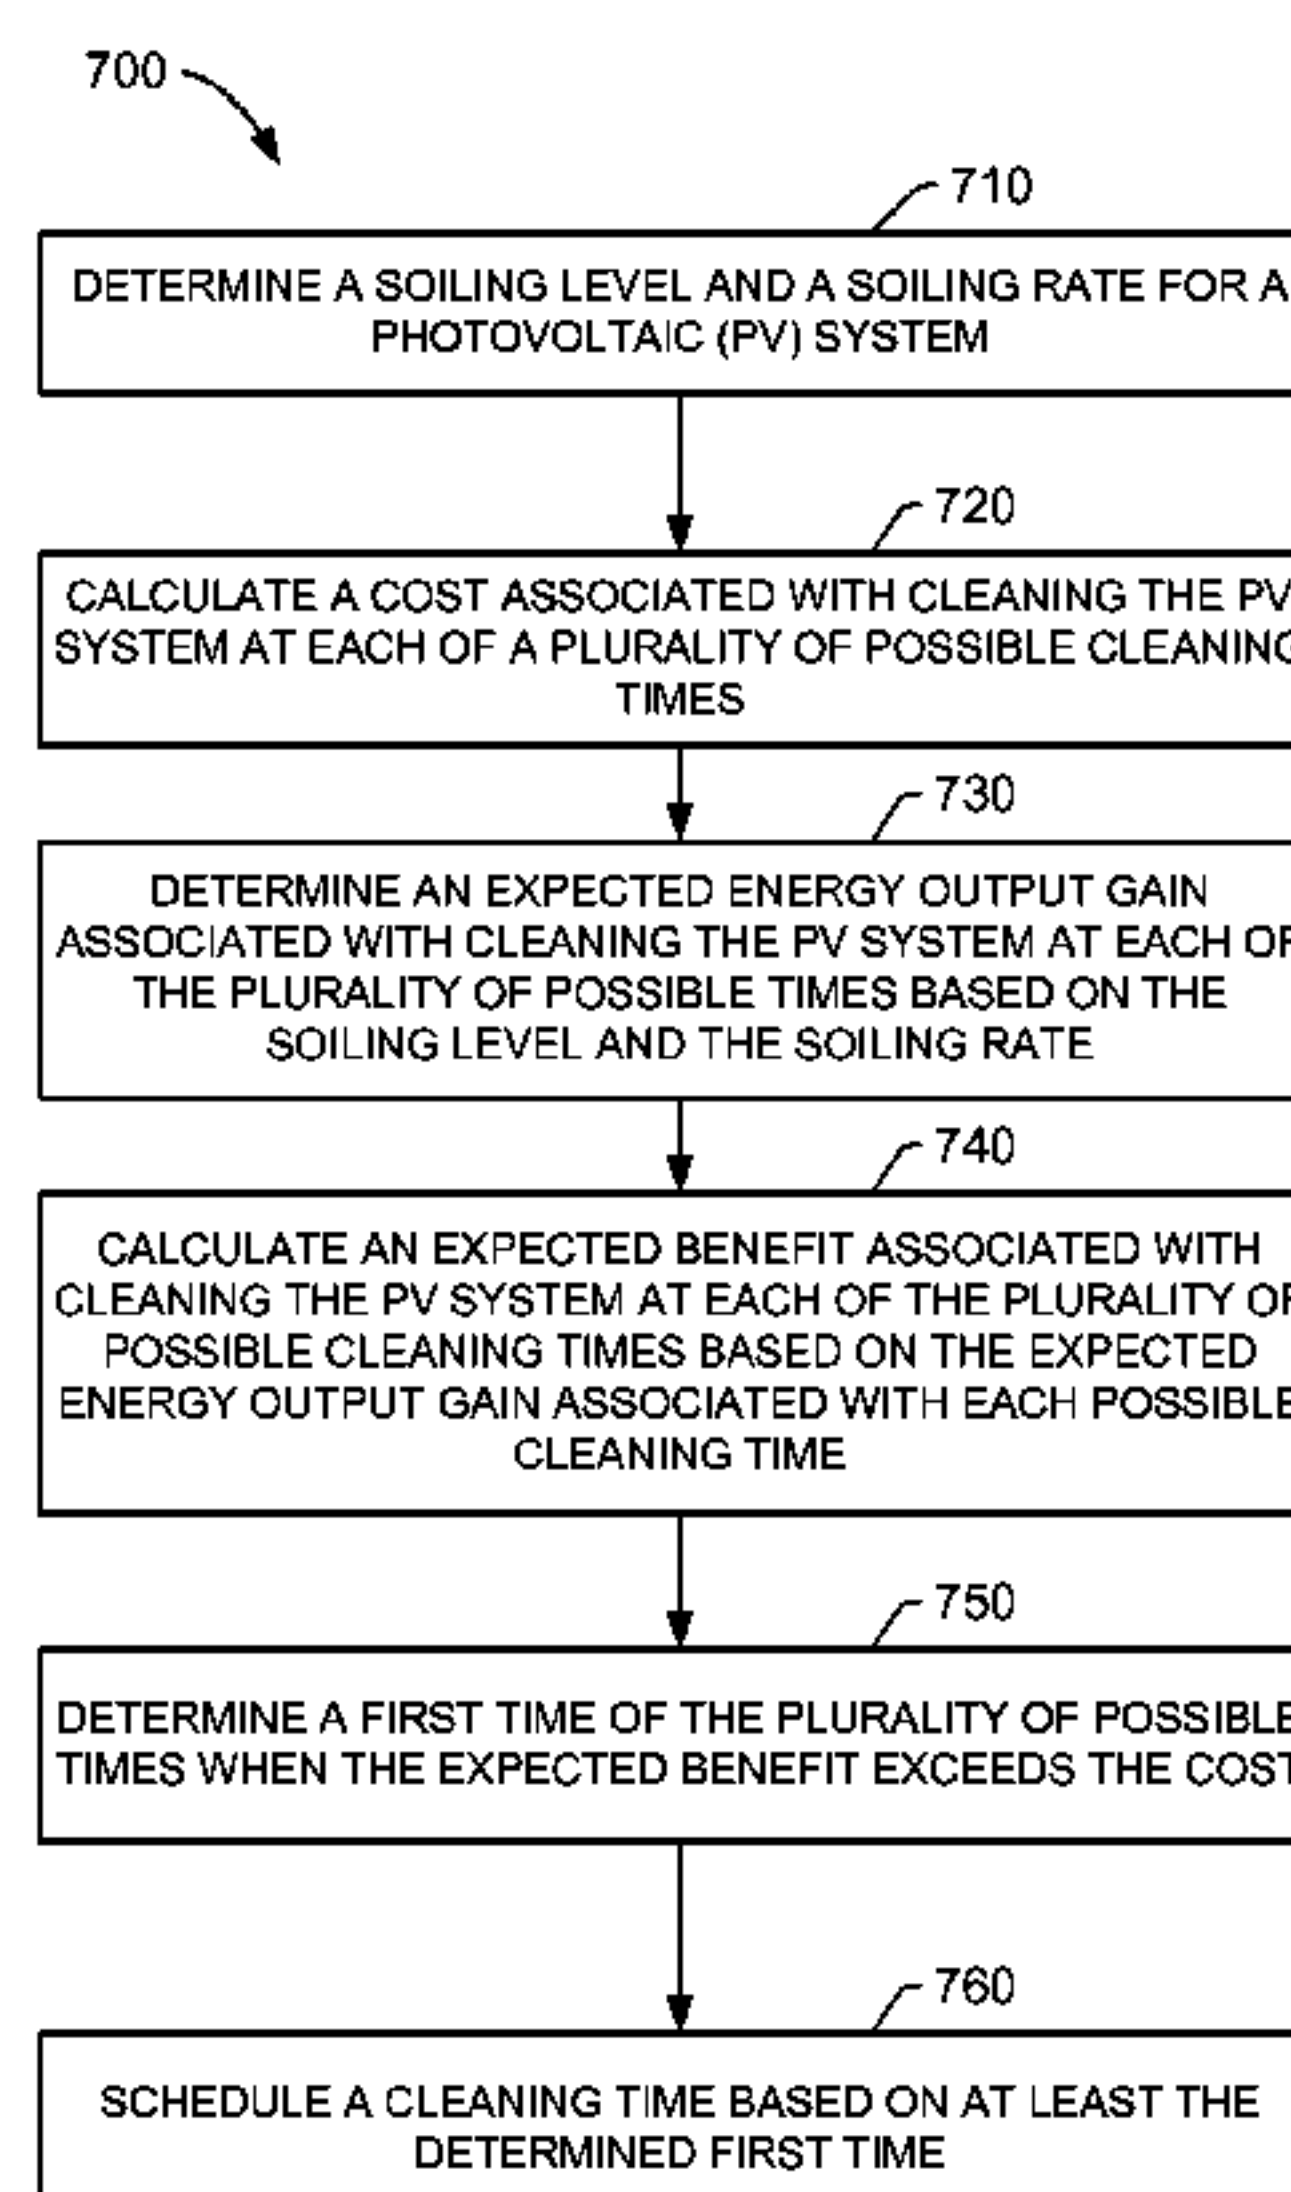 700
710
DETERMINE A SOILING LEVEL AND A SOILING RATE FOR A
PHOTOVOLTAIC (PV) SYSTEM
720
CALCULATE A COST ASSOCIATED WITH CLEANING THE PV
SYSTEM AT EACH OF A PLURALITY OF POSSIBLE CLEANING
TIMES
730
DETERMINE AN EXPECTED ENERGY OUTPUT GAIN
ASSOCIATED WITH CLEANING THE PV SYSTEM AT EACH OF
THE PLURALITY OF POSSIBLE TIMES BASED ON THE
SOILING LEVEL AND THE SOILING RATE
740
CALCULATE AN EXPECTED BENEFIT ASSOCIATED WITH
CLEANING THE PV SYSTEM AT EACH OF THE PLURALITY OF
POSSIBLE CLEANING TIMES BASED ON THE EXPECTED
ENERGY OUTPUT GAIN ASSOCIATED WITH EACH POSSIBLE
CLEANING TIME
750
DETERMINE A FIRST TIME OF THE PLURALITY OF POSSIBLE
TIMES WHEN THE EXPECTED BENEFIT EXCEEDS THE COST
760
SCHEDULE A CLEANING TIME BASED ON AT LEAST THE
DETERMINED FIRST TIME